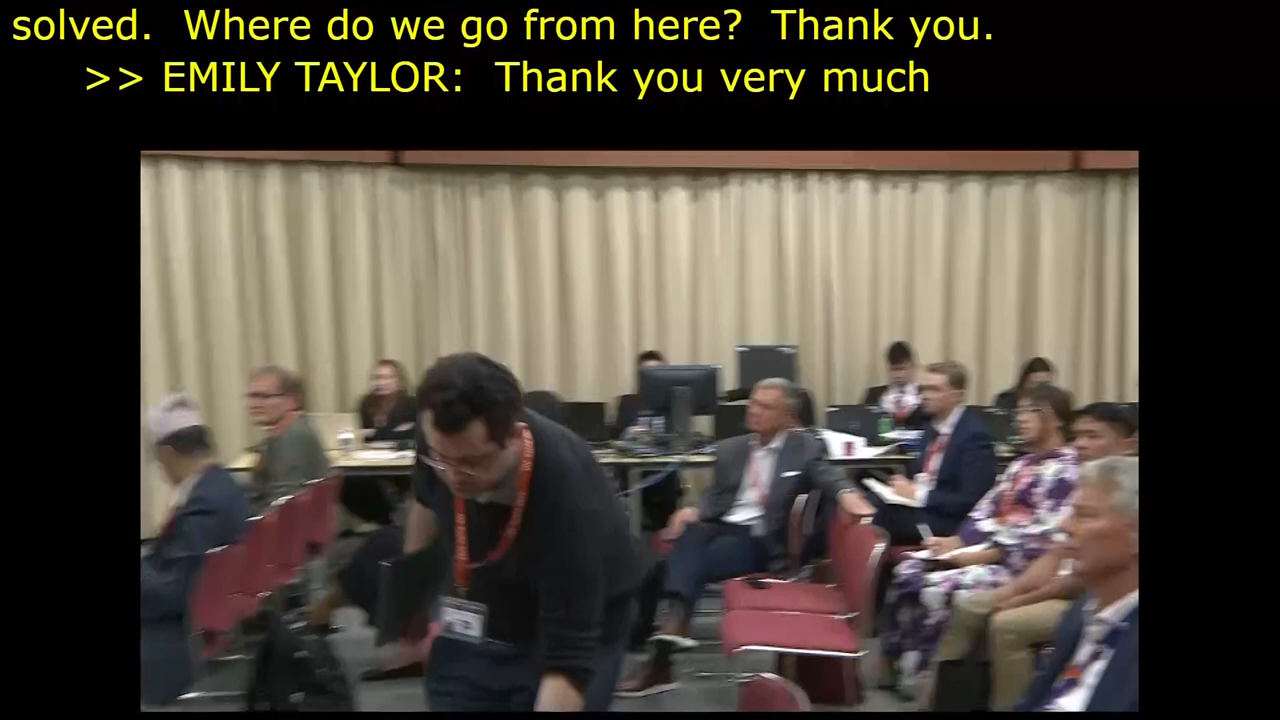 solved.  Where do we go from here?  Thank you.
>> EMILY TAYLOR:  Thank you very much